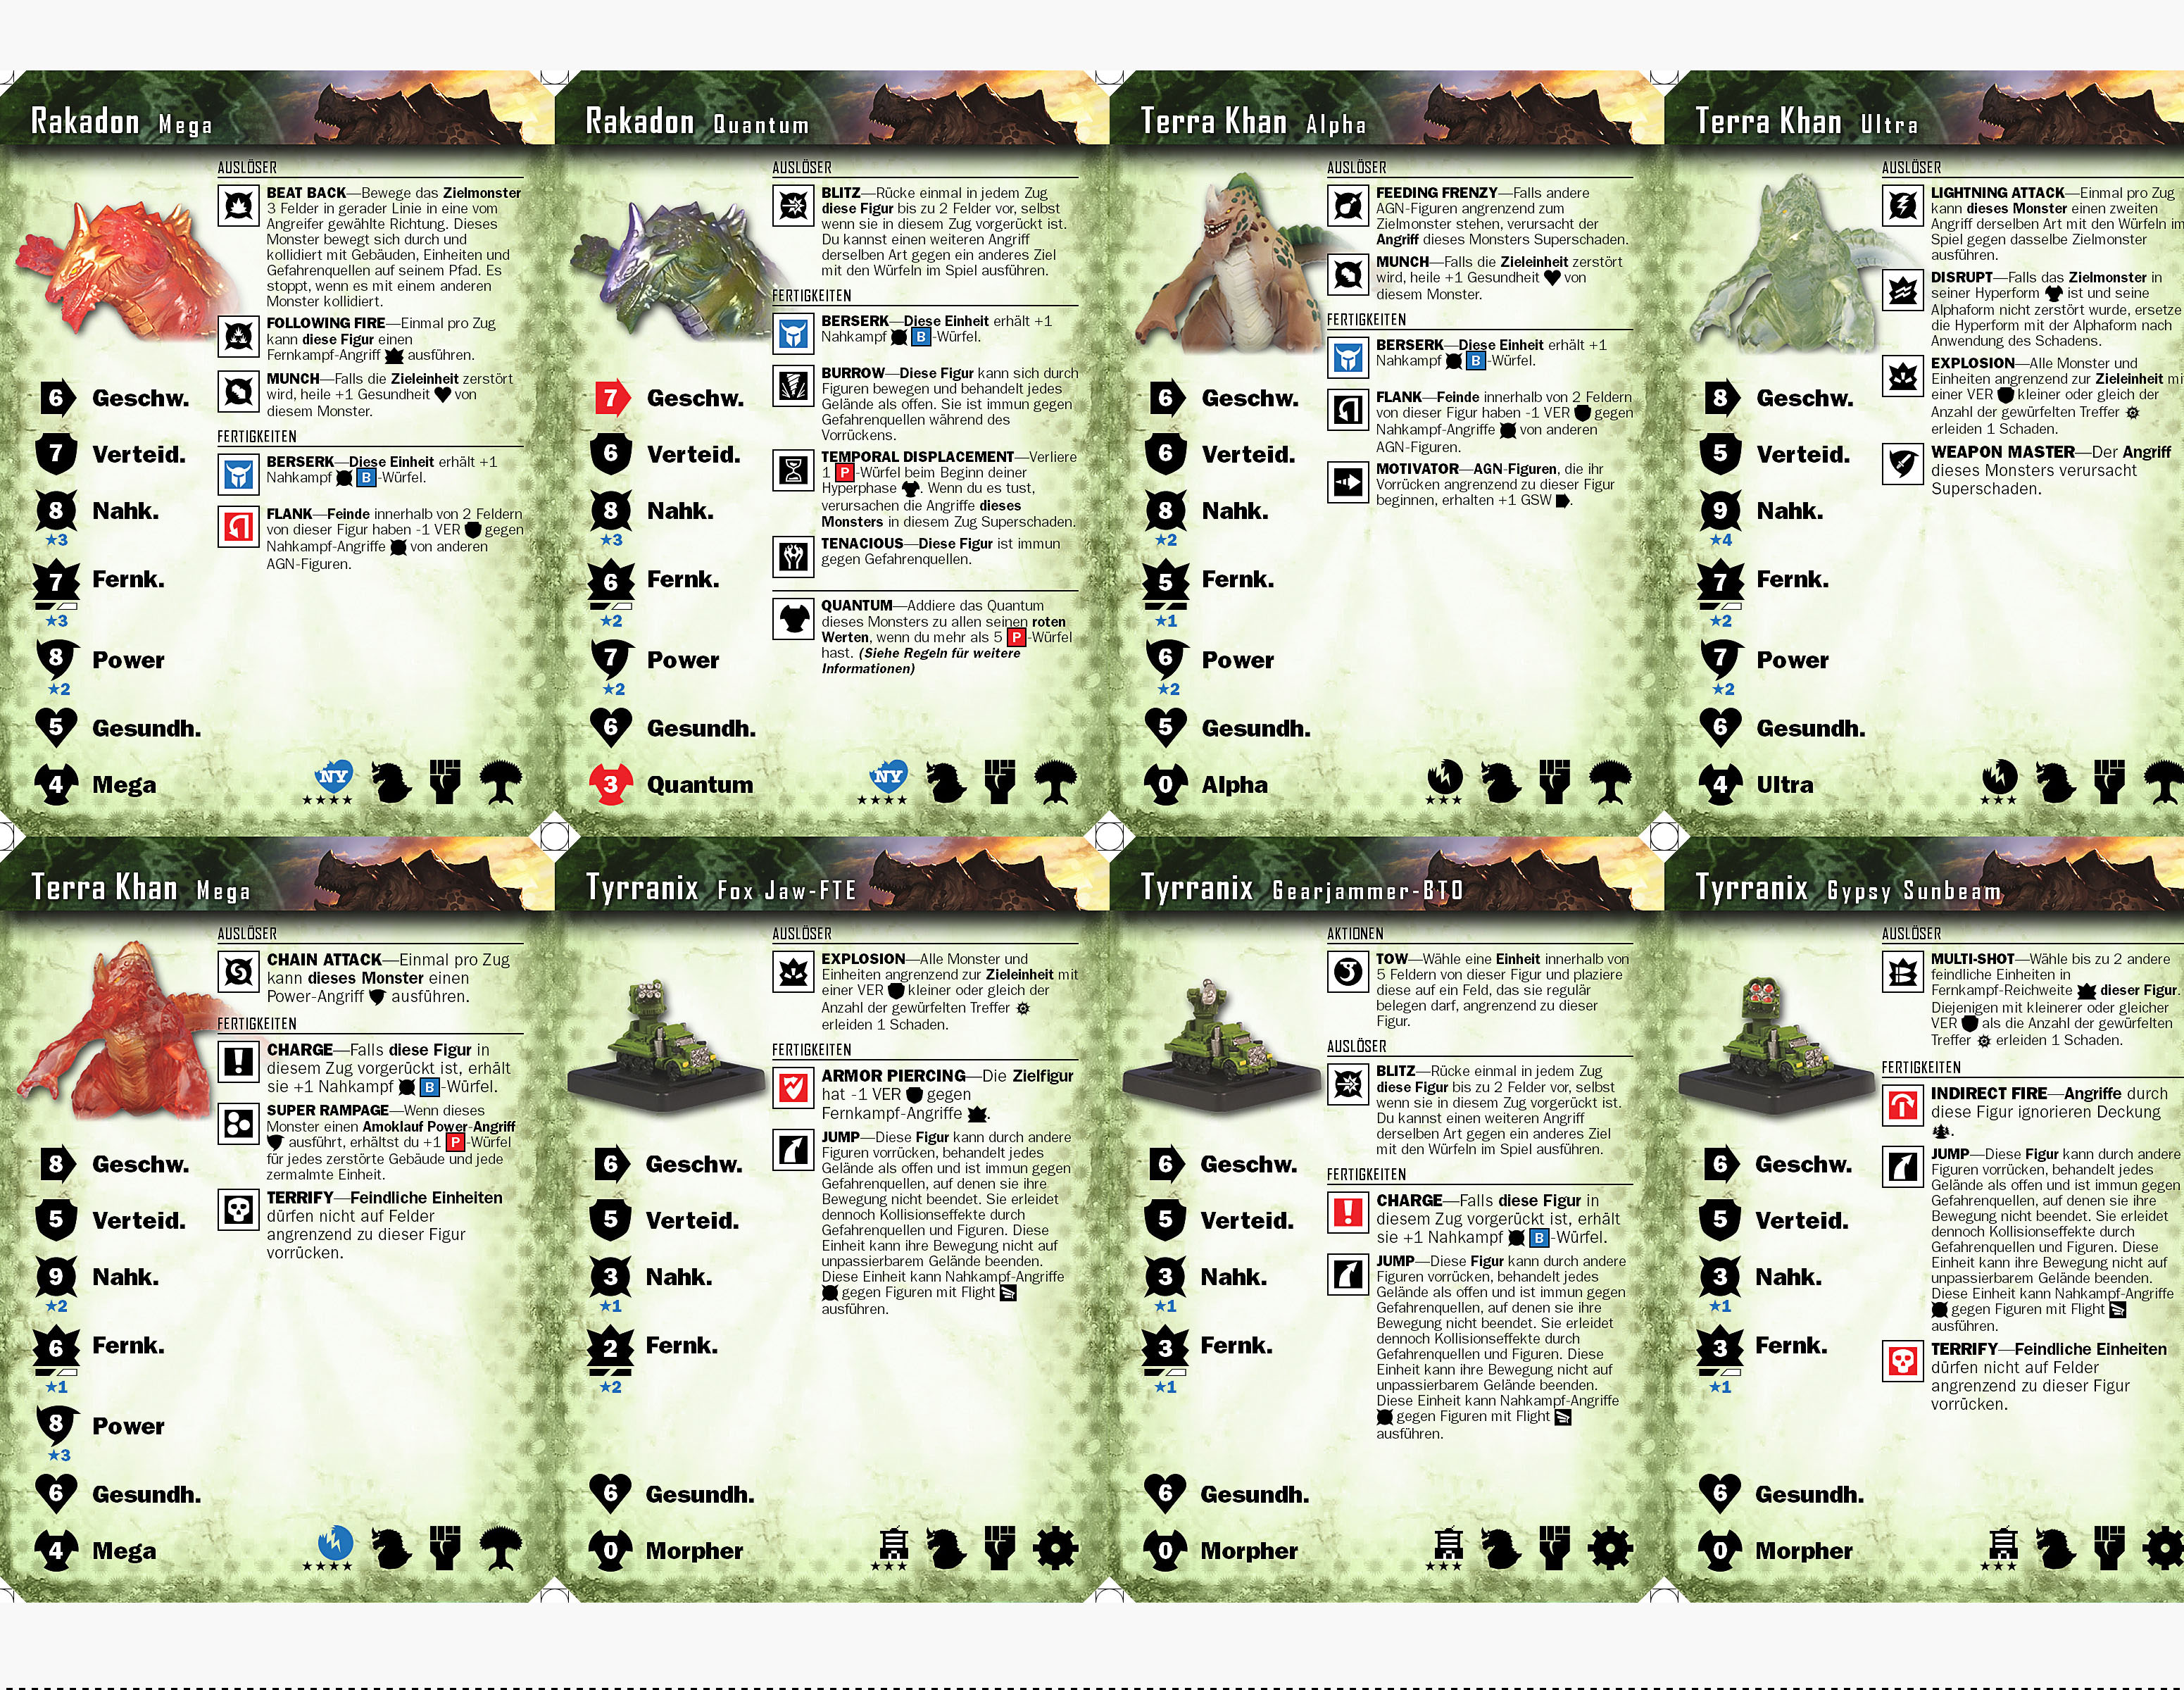 Rakadon Mega
AUSLÖSER
BEAT BACK—Bewege das Zielmonster
3 Felder in gerader Linie in eine vom
Angreifer gewählte Richtung. Dieses
Monster bewegt sich durch und
kollidiert mit Gebäuden, Einheiten und
Gefahrenquellen auf seinem Pfad. Es
stoppt, wenn es mit einem anderen
Monster kollidiert.
FOLLOWING FIRE—Einmal pro Zug
kann diese Figur einen
Fernkampf-Angriff ausführen.
MUNCH—Falls die Zieleinheit zerstört
wird, heile +1 Gesundheit von
diesem Monster.
FERTIGKEITEN
BERSERK—Diese Einheit erhält +1
Nahkampf B-Würfel.
FLANK—Feinde innerhalb von 2 Feldern
von dieser Figur haben -1 VER gegen
Nahkampf-Angriffe von anderen
AGN-Figuren.
6 Geschw.
7 Verteid.
8 Nahk.
★3
7 Fernk.
★3
8 Power
★2
5 Gesundh.
4 Mega
NY
★★★★
Rakadon Quantum
AUSLÖSER
BLITZ—Rücke einmal in jedem Zug
diese Figur bis zu 2 Felder vor, selbst
wenn sie in diesem Zug vorgerückt ist.
Du kannst einen weiteren Angriff
derselben Art gegen ein anderes Ziel
mit den Würfeln im Spiel ausführen.
FERTIGKEITEN
BERSERK—Diese Einheit erhält +1
Nahkampf B-Würfel.
BURROW—Diese Figur kann sich durch
Figuren bewegen und behandelt jedes
Gelände als offen. Sie ist immun gegen
Gefahrenquellen während des
Vorrückens.
TEMPORAL DISPLACEMENT—Verliere
1 P-Würfel beim Beginn deiner
Hyperphase. Wenn du es tust,
verursachen die Angriffe dieses
Monsters in diesem Zug Superschaden.
TENACIOUS—Diese Figur ist immun
gegen Gefahrenquellen.
QUANTUM—Addiere das Quantum
dieses Monsters zu allen seinen roten
Werten, wenn du mehr als 5 P-Würfel
hast. (Siehe Regeln für weitere
Informationen)
7 Geschw.
6 Verteid.
8 Nahk.
★3
6 Fernk.
★2
7 Power
★2
6 Gesundh.
3 Quantum
NY
★★★★
Terra Khan Alpha
AUSLÖSER
FEEDING FRENZY—Falls andere
AGN-Figuren angrenzend zum
Zielmonster stehen, verursacht der
Angriff dieses Monsters Superschaden.
MUNCH—Falls die Zieleinheit zerstört
wird, heile +1 Gesundheit von
diesem Monster.
FERTIGKEITEN
BERSERK—Diese Einheit erhält +1
Nahkampf B-Würfel.
FLANK—Feinde innerhalb von 2 Feldern
von dieser Figur haben -1 VER gegen
Nahkampf-Angriffe von anderen
AGN-Figuren.
MOTIVATOR—AGN-Figuren, die ihr
Vorrücken angrenzend zu dieser Figur
beginnen, erhalten +1 GSW.
6 Geschw.
6 Verteid.
8 Nahk.
★2
5 Fernk.
★1
6 Power
★2
5 Gesundh.
0 Alpha
★★★
Terra Khan Ultra
AUSLÖSER
LIGHTNING ATTACK—Einmal pro Zug
kann dieses Monster einen zweiten
Angriff derselben Art mit den Würfeln im
Spiel gegen dasselbe Zielmonster
ausführen.
DISRUPT—Falls das Zielmonster in
seiner Hyperform ist und seine
Alphaform nicht zerstört wurde, ersetze
die Hyperform mit der Alphaform nach
Anwendung des Schadens.
EXPLOSION—Alle Monster und
Einheiten angrenzend zur Zieleinheit mi
einer VER kleiner oder gleich der
Anzahl der gewürfelten Treffer
erleiden 1 Schaden.
WEAPON MASTER—Der Angriff
dieses Monsters verursacht
Superschaden.
8 Geschw.
5 Verteid.
9 Nahk.
★4
7 Fernk.
★2
7 Power
★2
6 Gesundh.
4 Ultra
★★★
Terra Khan Mega
AUSLÖSER
CHAIN ATTACK—Einmal pro Zug
kann dieses Monster einen
Power-Angriff ausführen.
FERTIGKEITEN
CHARGE—Falls diese Figur in
diesem Zug vorgerückt ist, erhält
sie +1 Nahkampf B-Würfel.
SUPER RAMPAGE—Wenn dieses
Monster einen Amoklauf Power-Angriff
ausführt, erhältst du +1 P-Würfel
für jedes zerstörte Gebäude und jede
zermalmte Einheit.
TERRIFY—Feindliche Einheiten
dürfen nicht auf Felder
angrenzend zu dieser Figur
vorrücken.
8 Geschw.
5 Verteid.
9 Nahk.
★2
6 Fernk.
★1
8 Power
★3
6 Gesundh.
4 Mega
★★★★
Tyrranix Fox Jaw-FTE
AUSLÖSER
EXPLOSION—Alle Monster und
Einheiten angrenzend zur Zieleinheit mit
einer VER kleiner oder gleich der
Anzahl der gewürfelten Treffer
erleiden 1 Schaden.
FERTIGKEITEN
ARMOR PIERCING—Die Zielfigur
hat -1 VER gegen
Fernkampf-Angriffe.
JUMP—Diese Figur kann durch andere
Figuren vorrücken, behandelt jedes
Gelände als offen und ist immun gegen
Gefahrenquellen, auf denen sie ihre
Bewegung nicht beendet. Sie erleidet
dennoch Kollisionseffekte durch
Gefahrenquellen und Figuren. Diese
Einheit kann ihre Bewegung nicht auf
unpassierbarem Gelände beenden.
Diese Einheit kann Nahkampf-Angriffe
gegen Figuren mit Flight
ausführen.
6 Geschw.
5 Verteid.
3 Nahk.
★1
2 Fernk.
★2
6 Gesundh.
0 Morpher
★★★
Tyrranix Gearjammer-BTO
AKTIONEN
TOW—Wähle eine Einheit innerhalb von
5 Feldern von dieser Figur und plaziere
diese auf ein Feld, das sie regulär
belegen darf, angrenzend zu dieser
Figur.
AUSLÖSER
BLITZ—Rücke einmal in jedem Zug
diese Figur bis zu 2 Felder vor, selbst
wenn sie in diesem Zug vorgerückt ist.
Du kannst einen weiteren Angriff
derselben Art gegen ein anderes Ziel
mit den Würfeln im Spiel ausführen.
FERTIGKEITEN
CHARGE—Falls diese Figur in
diesem Zug vorgerückt ist, erhält
sie +1 Nahkampf B-Würfel.
JUMP—Diese Figur kann durch andere
Figuren vorrücken, behandelt jedes
Gelände als offen und ist immun gegen
Gefahrenquellen, auf denen sie ihre
Bewegung nicht beendet. Sie erleidet
dennoch Kollisionseffekte durch
Gefahrenquellen und Figuren. Diese
Einheit kann ihre Bewegung nicht auf
unpassierbarem Gelände beenden.
Diese Einheit kann Nahkampf-Angriffe
gegen Figuren mit Flight
ausführen.
6 Geschw.
5 Verteid.
3 Nahk.
★1
3 Fernk.
★1
6 Gesundh.
0 Morpher
★★★
Tyrranix Gypsy Sunbeam
AUSLÖSER
MULTI-SHOT—Wähle bis zu 2 andere
feindliche Einheiten in
Fernkampf-Reichweite dieser Figur.
Diejenigen mit kleinerer oder gleicher
VER als die Anzahl der gewürfelten
Treffer erleiden 1 Schaden.
FERTIGKEITEN
INDIRECT FIRE—Angriffe durch
diese Figur ignorieren Deckung
.
JUMP—Diese Figur kann durch andere
Figuren vorrücken, behandelt jedes
Gelände als offen und ist immun gegen
Gefahrenquellen, auf denen sie ihre
Bewegung nicht beendet. Sie erleidet
dennoch Kollisionseffekte durch
Gefahrenquellen und Figuren. Diese
Einheit kann ihre Bewegung nicht auf
unpassierbarem Gelände beenden.
Diese Einheit kann Nahkampf-Angriffe
gegen Figuren mit Flight
ausführen.
TERRIFY—Feindliche Einheiten
dürfen nicht auf Felder
angrenzend zu dieser Figur
vorrücken.
6 Geschw.
5 Verteid.
3 Nahk.
★1
3 Fernk.
★1
6 Gesundh.
0 Morpher
★★★